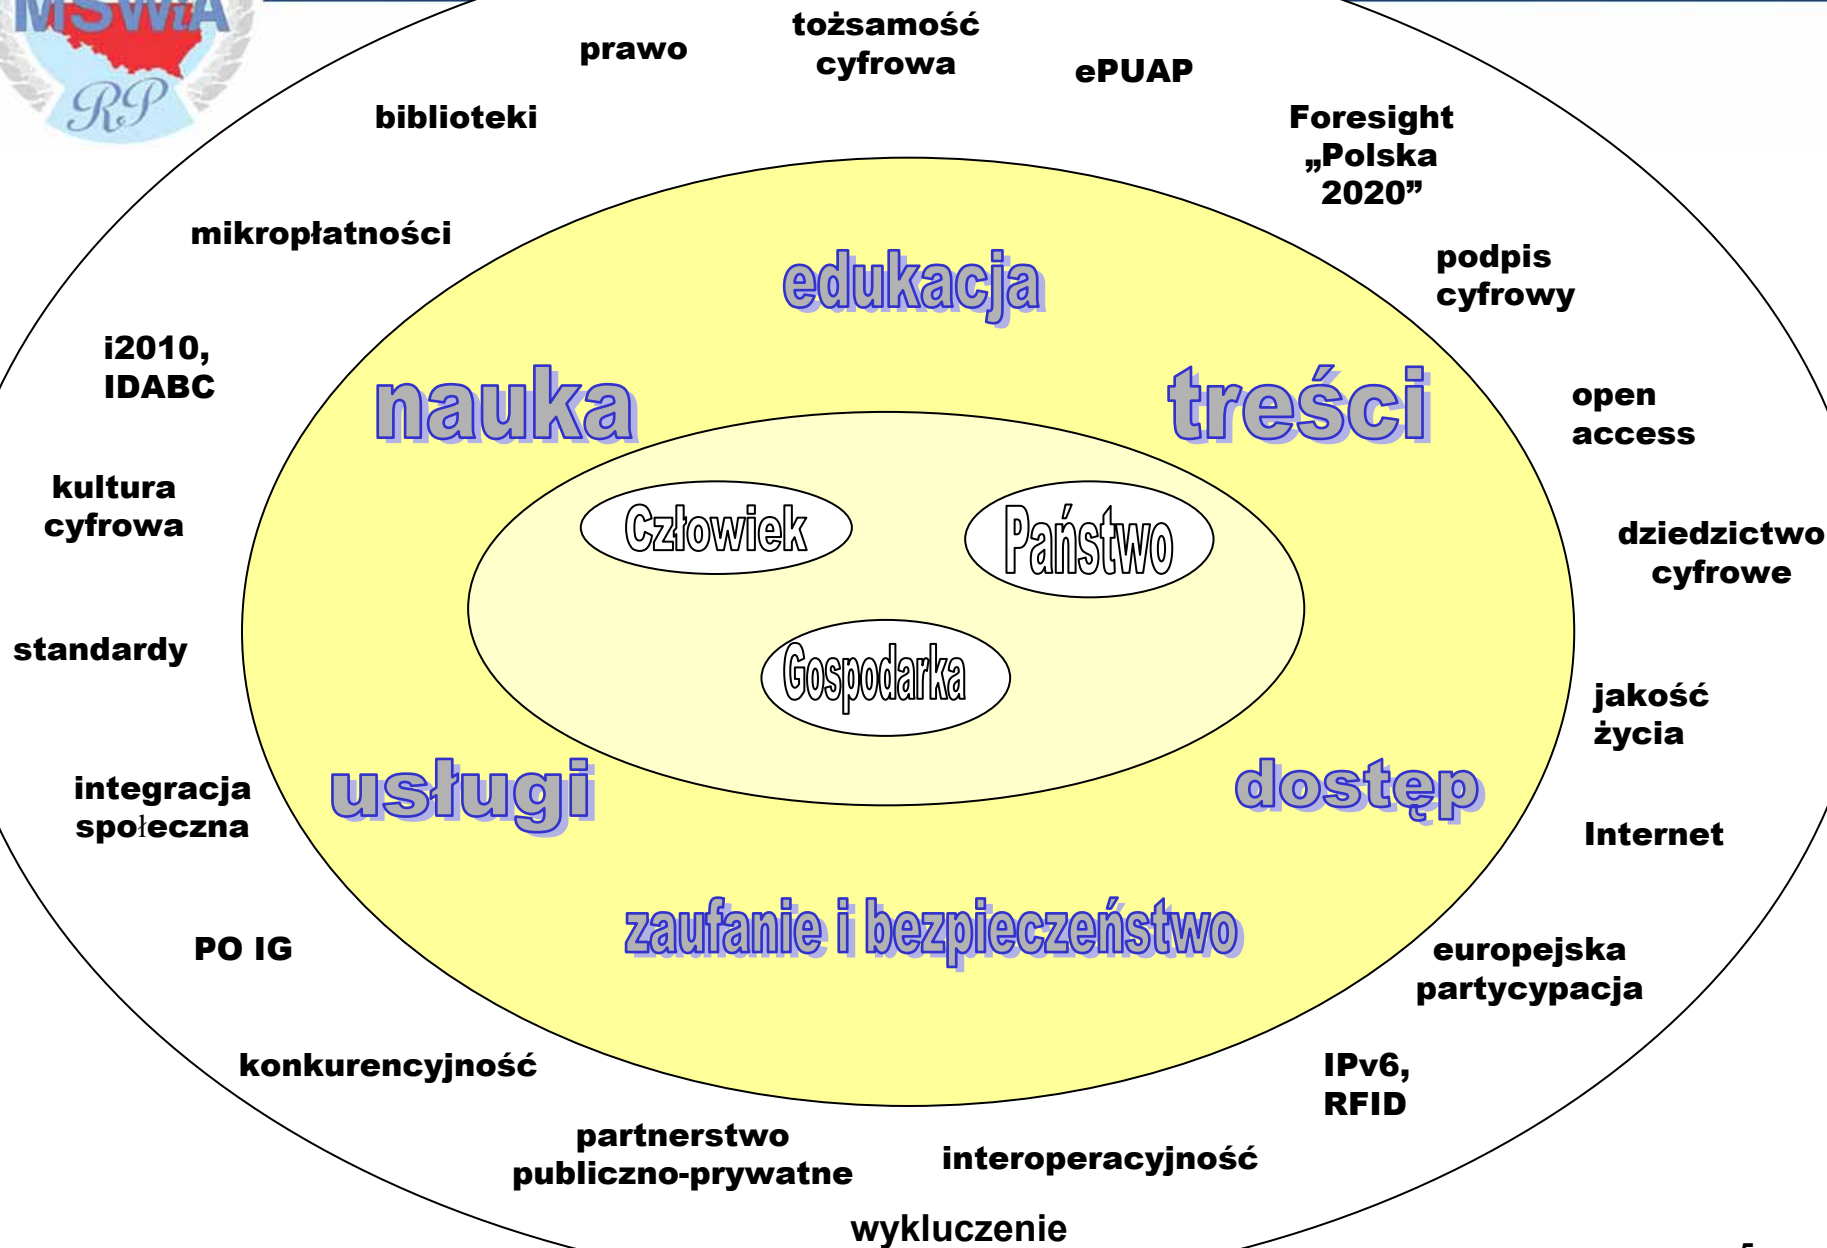 MSWiA
RP
prawo
tożsamość
cyfrowa
ePUAP
biblioteki
Foresight
„Polska
2020”
mikropłatności
podpis
cyfrowy
edukacja
i2010,
IDABC
nauka
treści
open
access
kultura
cyfrowa
Człowiek
Państwo
dziedzictwo
cyfrowe
standardy
Gospodarka
jakość
życia
integracja
społeczna
usługi
dostęp
Internet
PO IG
zaufanie i bezpieczeństwo
europejska
partycypacja
konkurencyjność
IPv6,
RFID
partnerstwo
publiczno-prywatne
interoperacyjność
wykluczenie